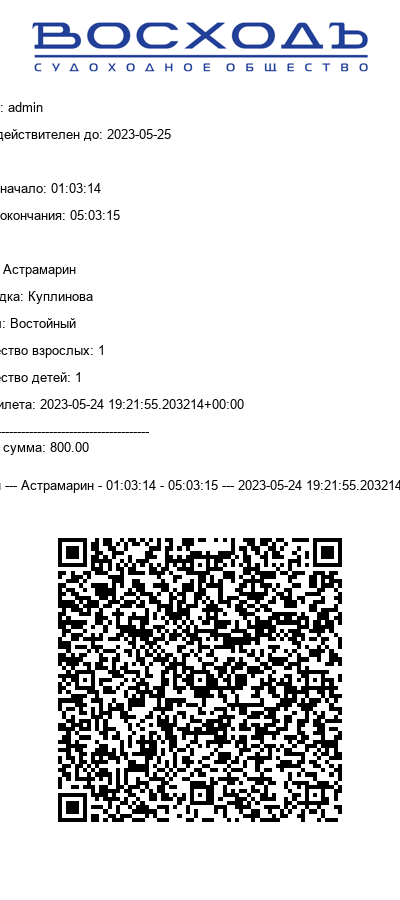 ВОСХОДЪ
СУДОХОДНОЕ ОБЩЕСТВО
: admin
действителен до: 2023-05-25
начало: 01:03:14
окончания: 05:03:15
Астрамарин
дка: Куплинова
: Востойный
ество взрослых: 1
ство детей: 1
илета: 2023-05-24 19:21:55.203214+00:00
----------------------------------------
сумма: 800.00
--- Астрамарин - 01:03:14 - 05:03:15 --- 2023-05-24 19:21:55.203214